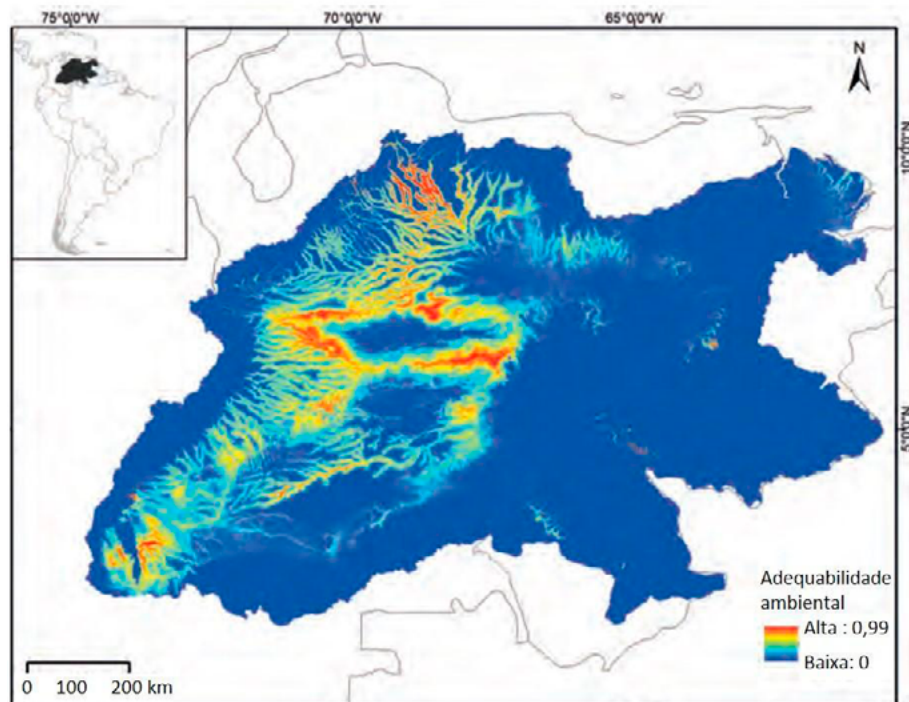 75°0'0"W
70°0'0"W
65°0'0"W
N
10°0'0"N
5°0'0"N
Adequabilidade
ambiental
Alta : 0,99
Baixa: 0
0 100 200 km